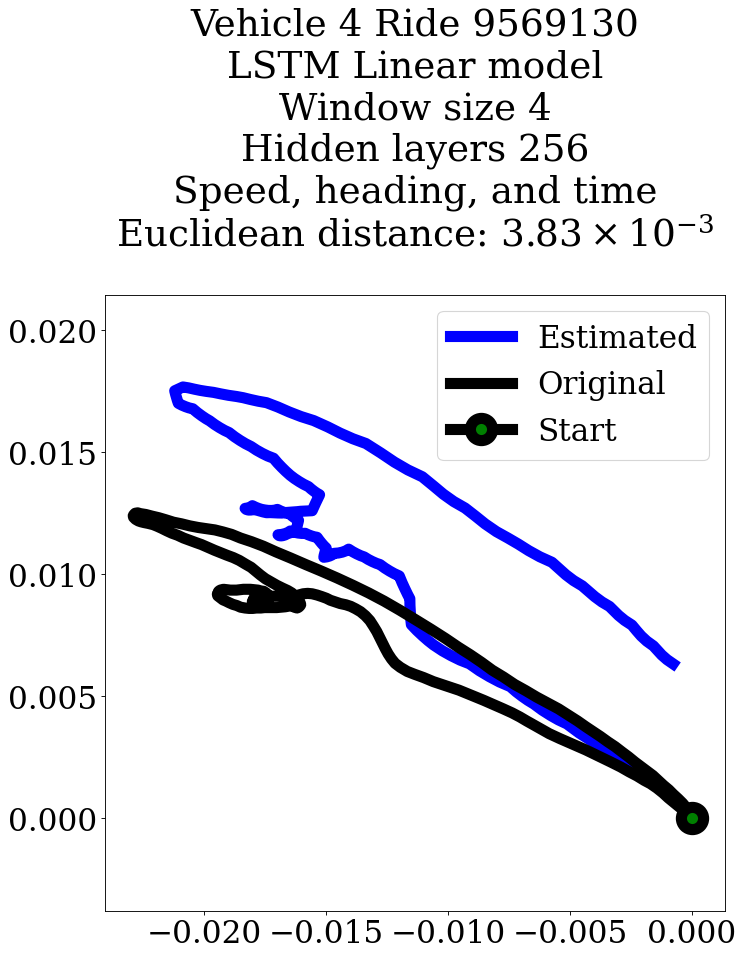 Vehicle 4 Ride 9569130
LSTM Linear model
Window size 4
Hidden layers 256
Speed, heading, and time
Euclidean distance: 3.83 × 10⁻³
Estimated
Original
Start
0.020
0.015
0.010
0.005
0.000
−0.020 −0.015 −0.010 −0.005 0.000